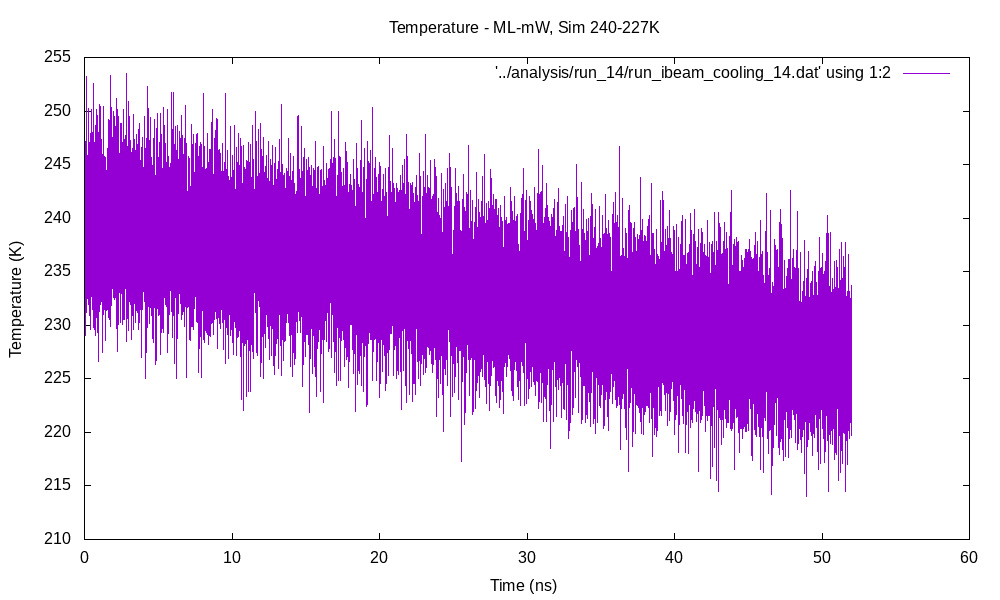 Temperature - ML-mW, Sim 240-227K
'../analysis/run_14/run_ibeam_cooling_14.dat' using 1:2
Temperature (K)
255
250
245
240
235
230
225
220
215
210
0 10 20 30 40 50 60
Time (ns)